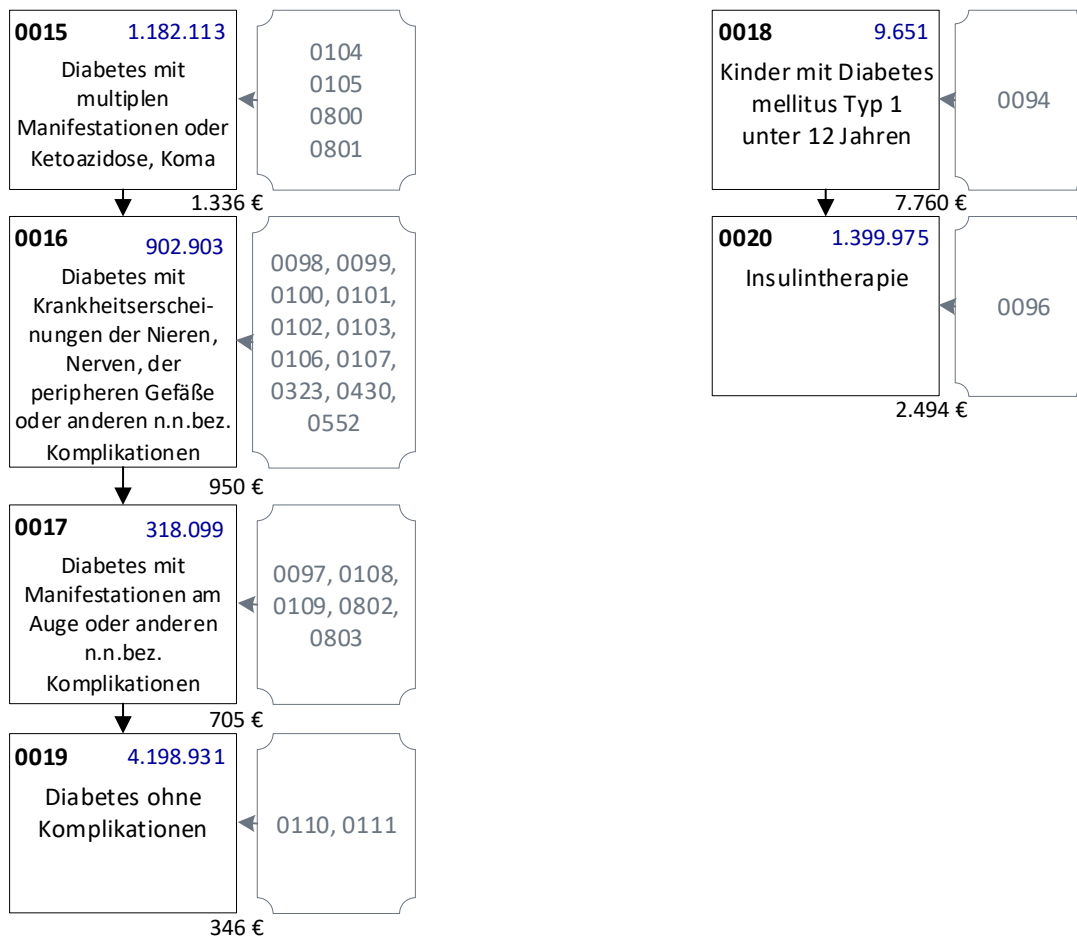 0015 1.182.113
Diabetes mit
multiplen
Manifestationen oder
Ketoazidose, Koma
0104
0105
0800
0801
1.336 €
0016 902.903
Diabetes mit
Krankheitserschei-
nungen der Nieren,
Nerven, der
peripheren Gefäße
oder anderen n.n.bez.
Komplikationen
0098, 0099,
0100, 0101,
0102, 0103,
0106, 0107,
0323, 0430,
0552
950 €
0017 318.099
Diabetes mit
Manifestationen am
Auge oder anderen
n.n.bez.
Komplikationen
0097, 0108,
0109, 0802,
0803
705 €
0019 4.198.931
Diabetes ohne
Komplikationen
0110, 0111
346 €
0018 9.651
Kinder mit Diabetes
mellitus Typ 1
unter 12 Jahren
0094
7.760 €
0020 1.399.975
Insulintherapie
0096
2.494 €